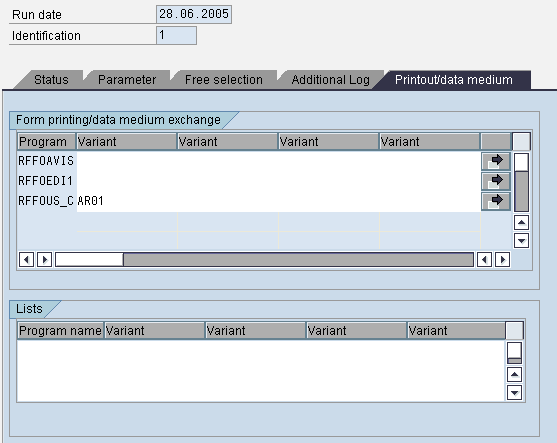 Run date 28.06.2005
Identification 1
Status Parameter Free selection Additional Log Printout/data medium
Form printing/data medium exchange
Program Variant Variant Variant Variant
RFFOAVIS
RFFOEDI1
RFFOUS_C AR01
Lists
Program name Variant Variant Variant Variant